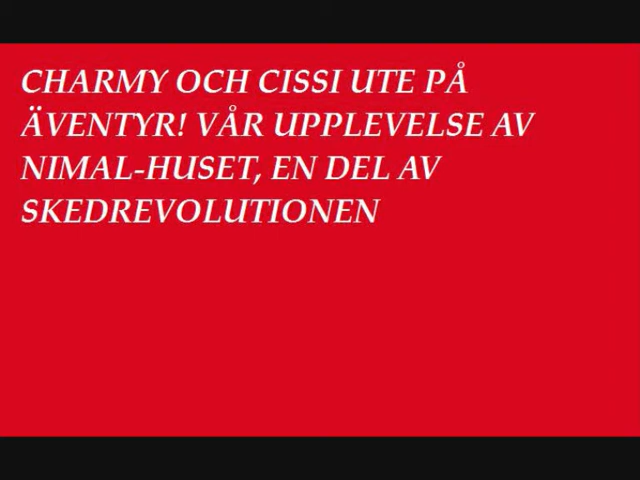 CHARMY OCH CISSI UTE PÅ
ÄVENTYR! VÅR UPPLEVELSE AV
NIMAL-HUSET, EN DEL AV
SKEDREVOLUTIONEN